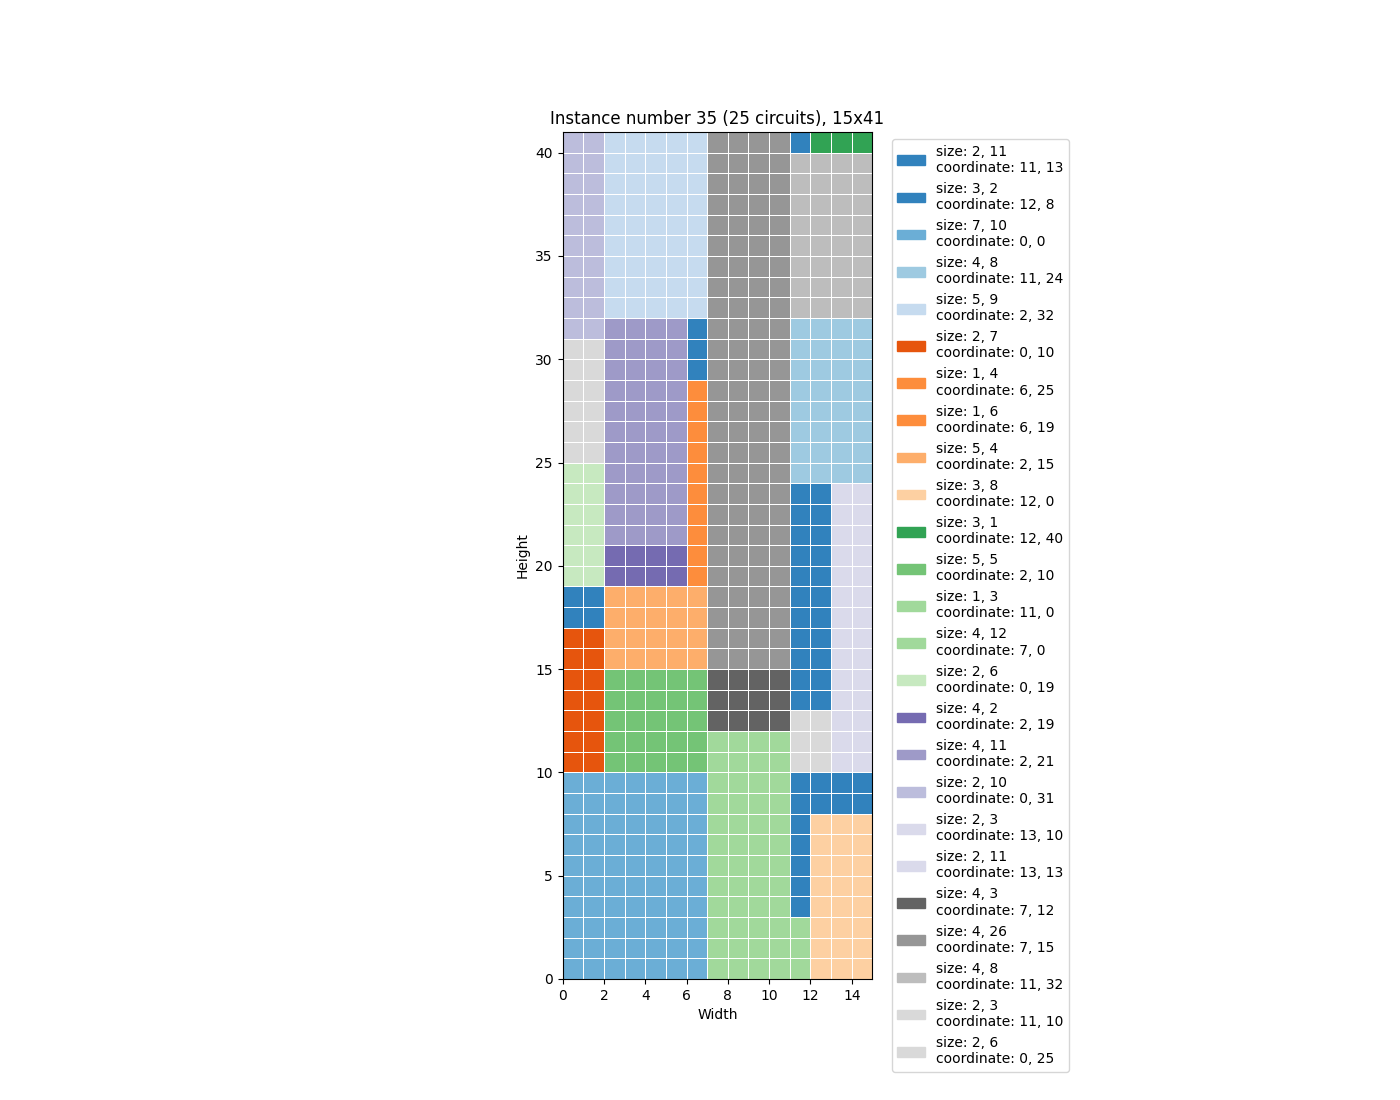 Instance number 35 (25 circuits), 15x41
40
35
30
25
20
15
10
5
0
Height
0 2 4 6 8 10 12 14
Width
size: 2, 11
coordinate: 11, 13
size: 3, 2
coordinate: 12, 8
size: 7, 10
coordinate: 0, 0
size: 4, 8
coordinate: 11, 24
size: 5, 9
coordinate: 2, 32
size: 2, 7
coordinate: 0, 10
size: 1, 4
coordinate: 6, 25
size: 1, 6
coordinate: 6, 19
size: 5, 4
coordinate: 2, 15
size: 3, 8
coordinate: 12, 0
size: 3, 1
coordinate: 12, 40
size: 5, 5
coordinate: 2, 10
size: 1, 3
coordinate: 11, 0
size: 4, 12
coordinate: 7, 0
size: 2, 6
coordinate: 0, 19
size: 4, 2
coordinate: 2, 19
size: 4, 11
coordinate: 2, 21
size: 2, 10
coordinate: 0, 31
size: 2, 3
coordinate: 13, 10
size: 2, 11
coordinate: 13, 13
size: 4, 3
coordinate: 7, 12
size: 4, 26
coordinate: 7, 15
size: 4, 8
coordinate: 11, 32
size: 2, 3
coordinate: 11, 10
size: 2, 6
coordinate: 0, 25